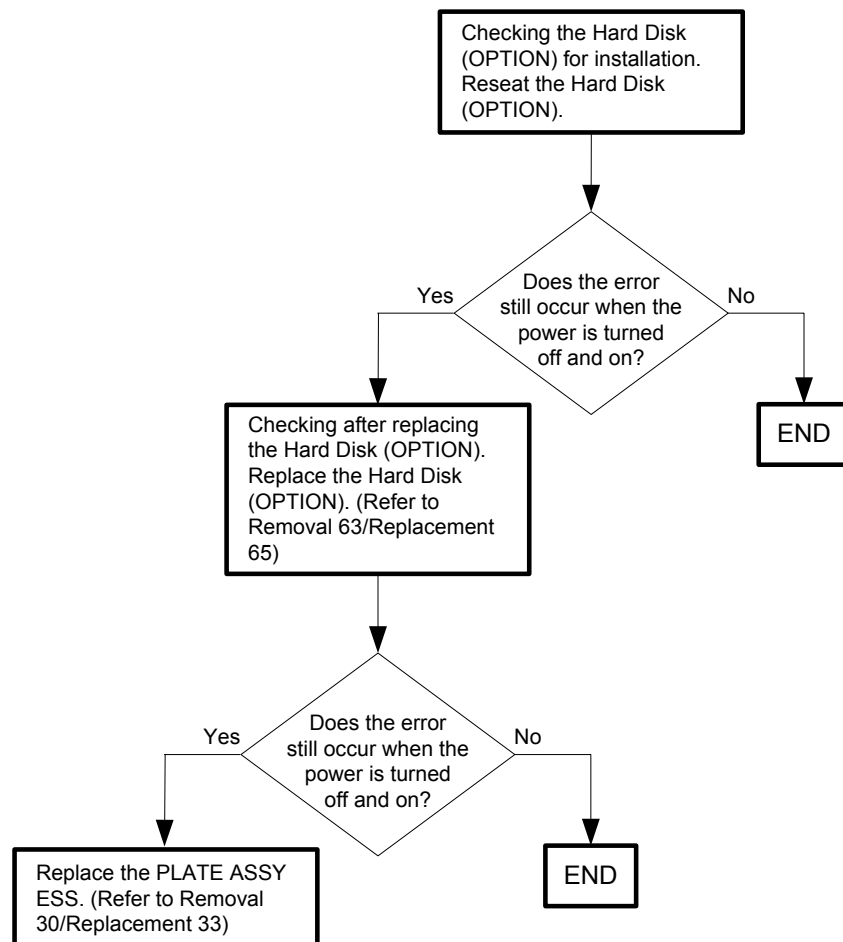 Checking the Hard Disk
(OPTION) for installation.
Reseat the Hard Disk
(OPTION).
Does the error
still occur when the
power is turned
off and on?
Yes
No
END
Checking after replacing
the Hard Disk (OPTION).
Replace the Hard Disk
(OPTION). (Refer to
Removal 63/Replacement
65)
Does the error
still occur when the
power is turned
off and on?
Yes
No
END
Replace the PLATE ASSY
ESS. (Refer to Removal
30/Replacement 33)